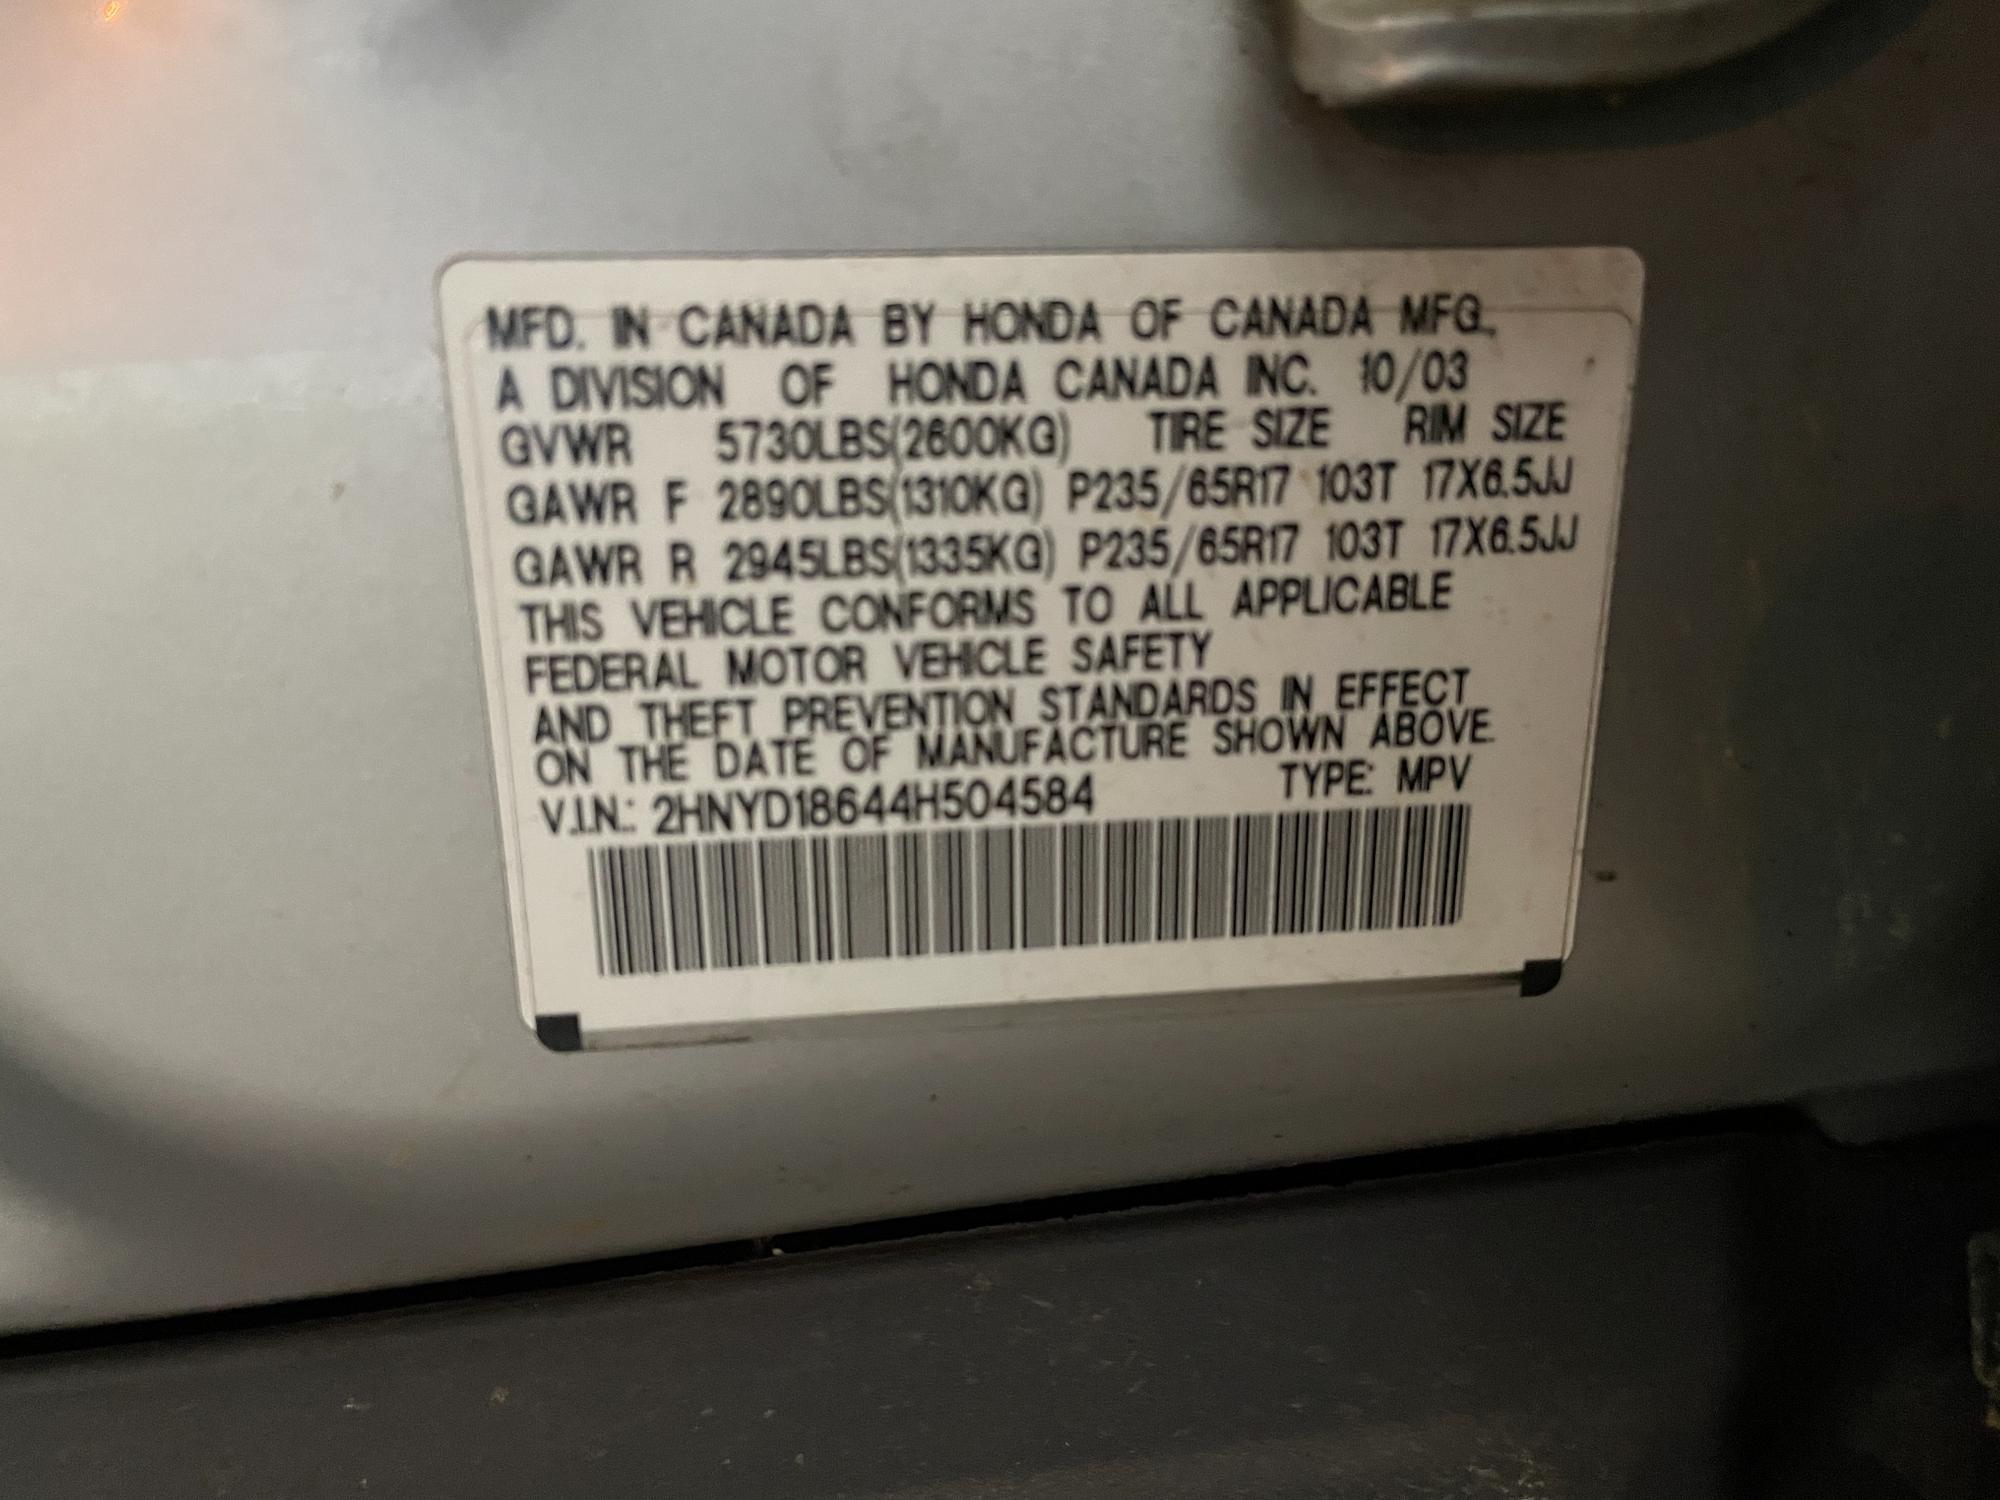 MFD. IN CANADA BY HONDA OF CANADA MFG.,
A DIVISION OF HONDA CANADA INC. 10/03
GVWR 5730LBS(2600KG) TIRE SIZE RIM SIZE
GAWR F 2890LBS(1310KG) P235/65R17 103T 17X6.5JJ
GAWR R 2945LBS(1335KG) P235/65R17 103T 17X6.5JJ
THIS VEHICLE CONFORMS TO ALL APPLICABLE
FEDERAL MOTOR VEHICLE SAFETY
AND THEFT PREVENTION STANDARDS IN EFFECT
ON THE DATE OF MANUFACTURE SHOWN ABOVE.
V.I.N.: 2HNYD18644H504584 TYPE: MPV